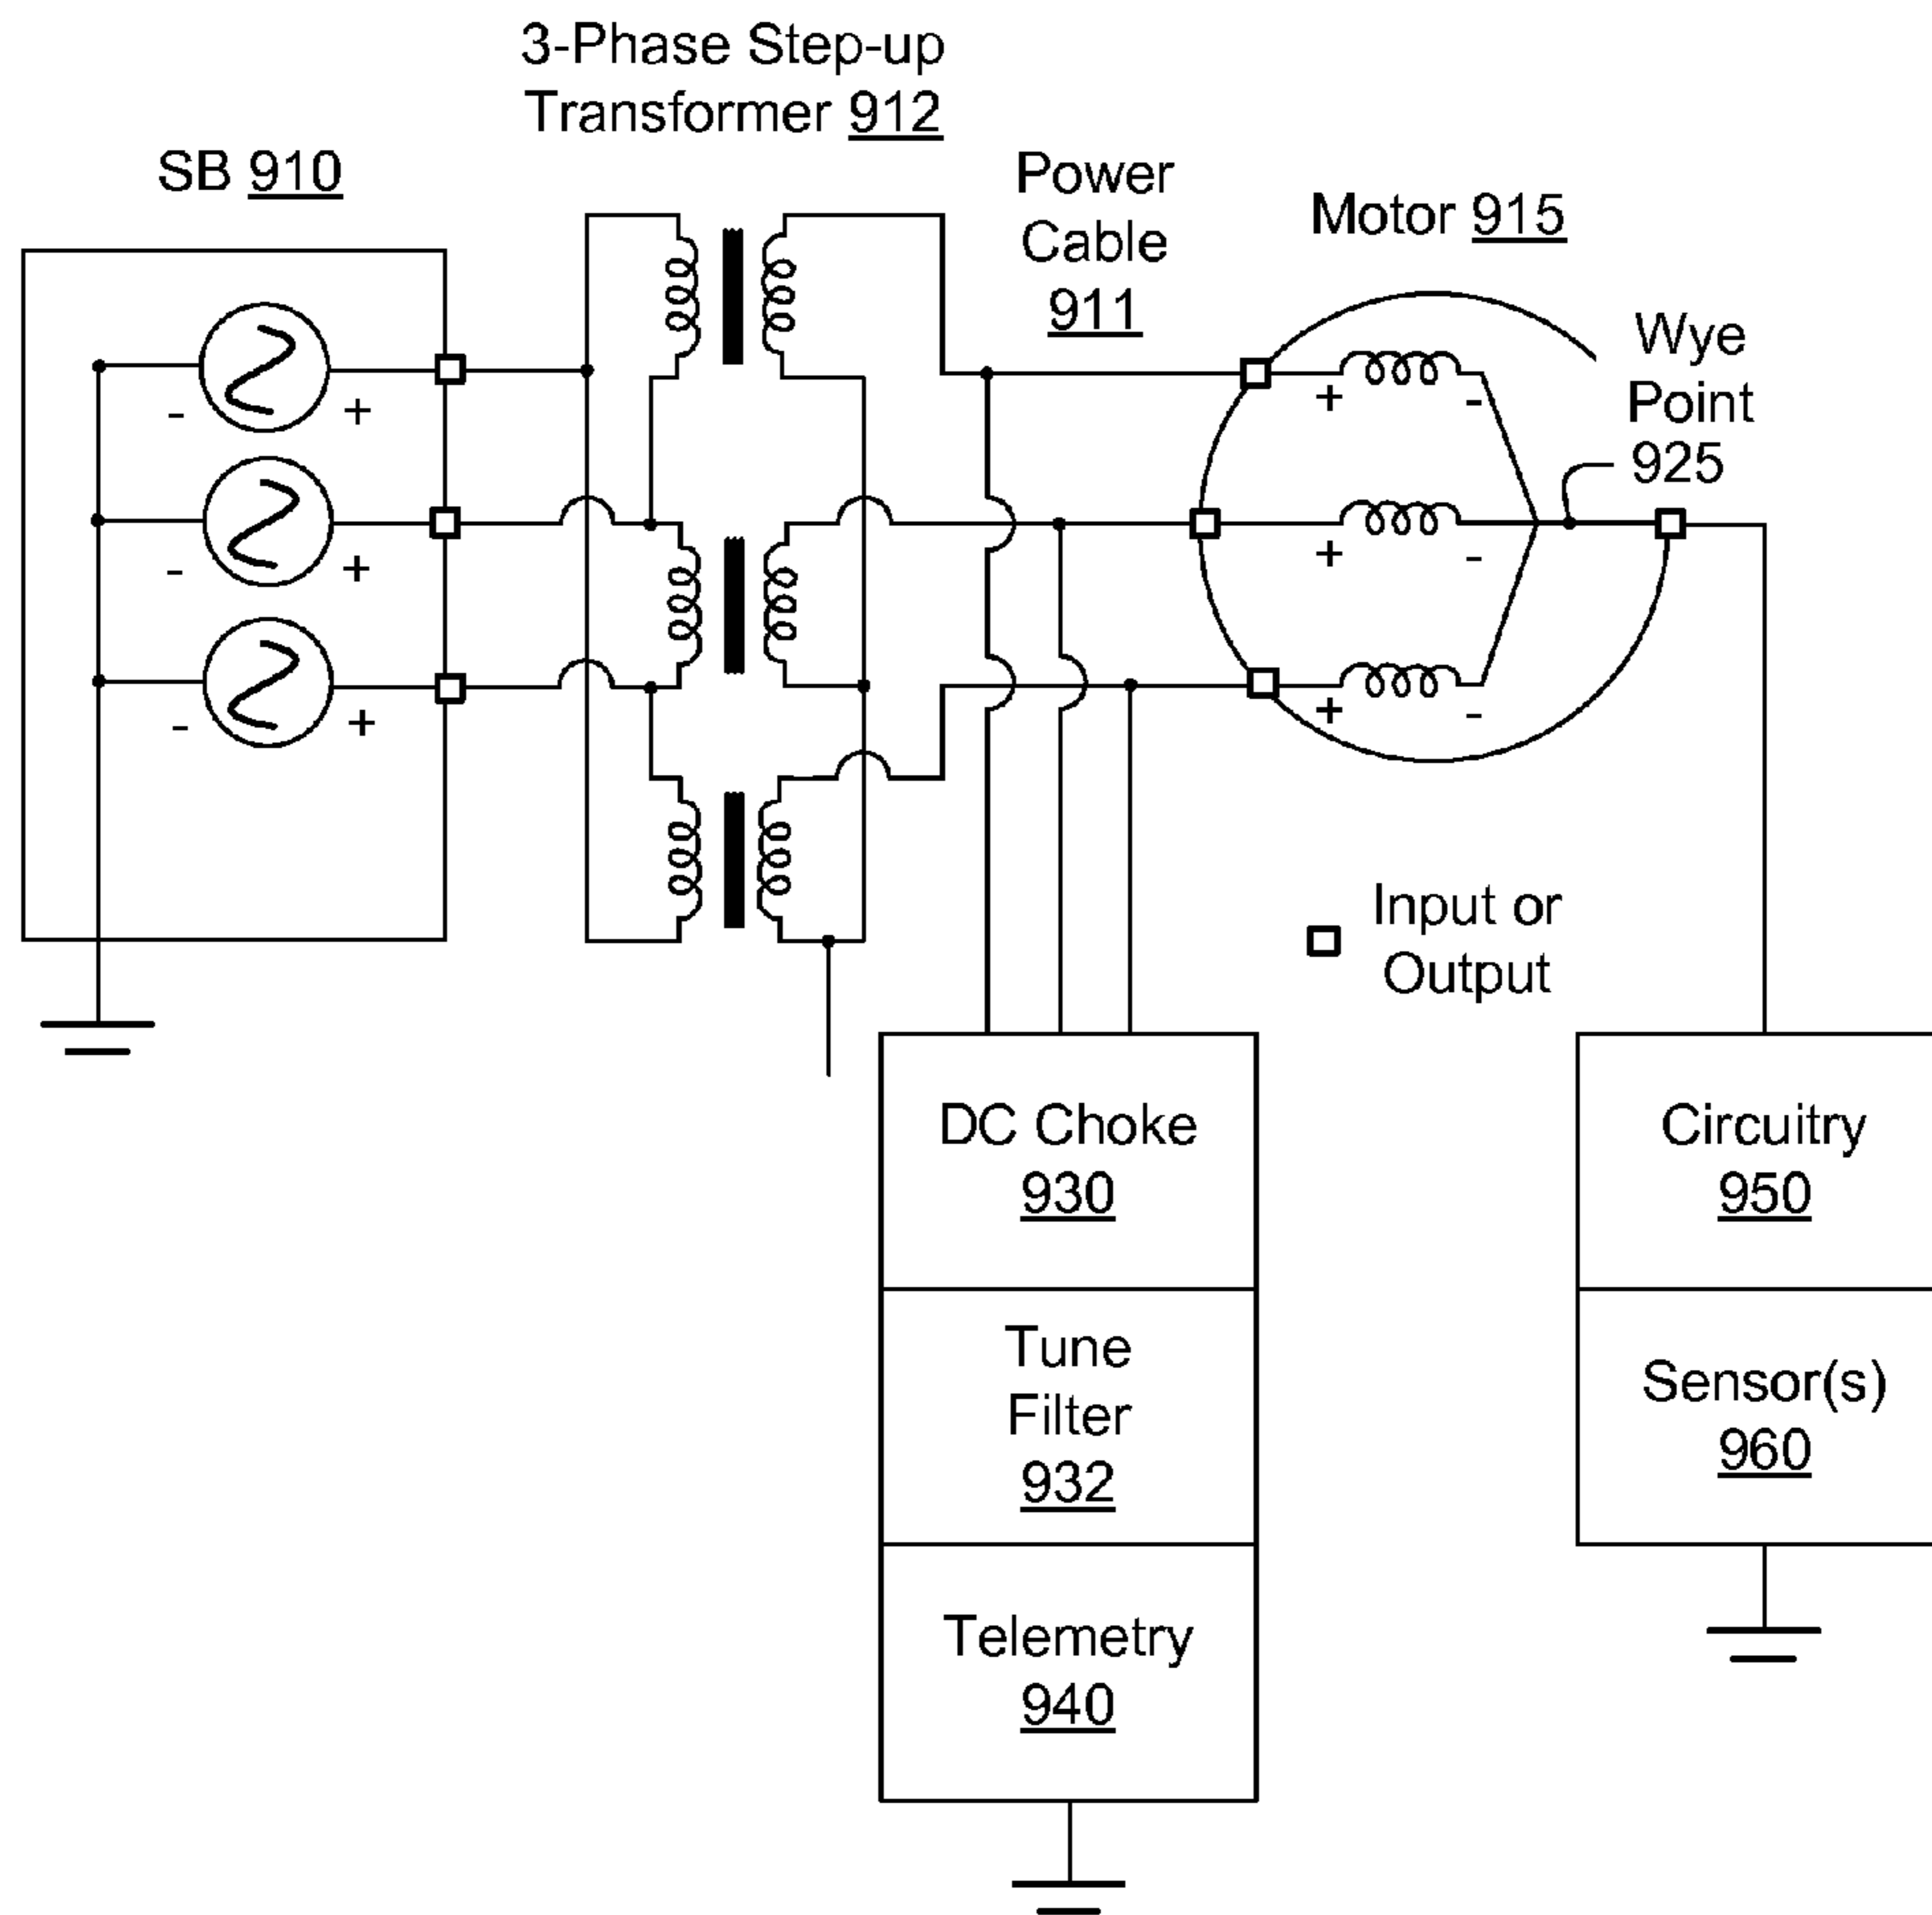 3-Phase Step-up
Transformer 912
SB 910
Power
Cable
911
Motor 915
Wye
Point
925
- +
- +
- +
+ -
+ -
+ -
Input or
Output
DC Choke
930
Tune
Filter
932
Telemetry
940
Circuitry
950
Sensor(s)
960